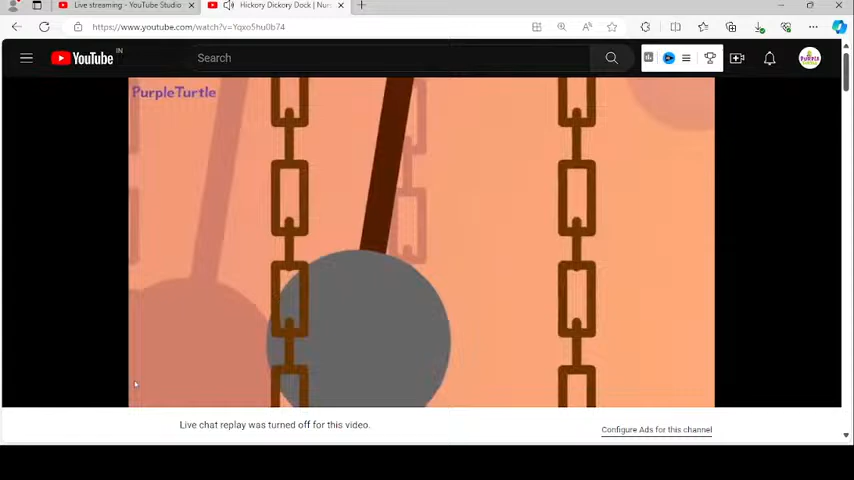 Live streaming - YouTube Studio
Hickory Dickory Dock | Nur
https://www.youtube.com/watch?v=Yqxo5hu0b74
YouTube IN
Search
PurpleTurtle
Live chat replay was turned off for this video.
Configure Ads for this channel